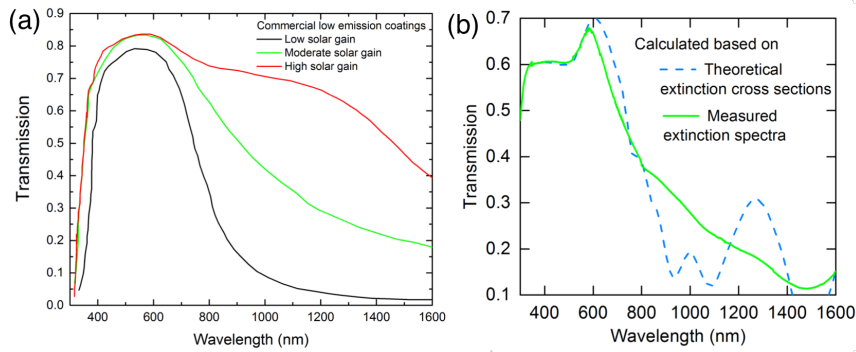 (a)
Commercial low emission coatings
Low solar gain
Moderate solar gain
High solar gain
0.9
0.8
0.7
0.6
0.5
0.4
0.3
0.2
0.1
0.0
Transmission
400 600 800 1000 1200 1400 1600
Wavelength (nm)
(b)
Calculated based on
Theoretical
extinction cross sections
Measured
extinction spectra
0.7
0.6
0.5
0.4
0.3
0.2
0.1
Transmission
400 600 800 1000 1200 1400 1600
Wavelength (nm)